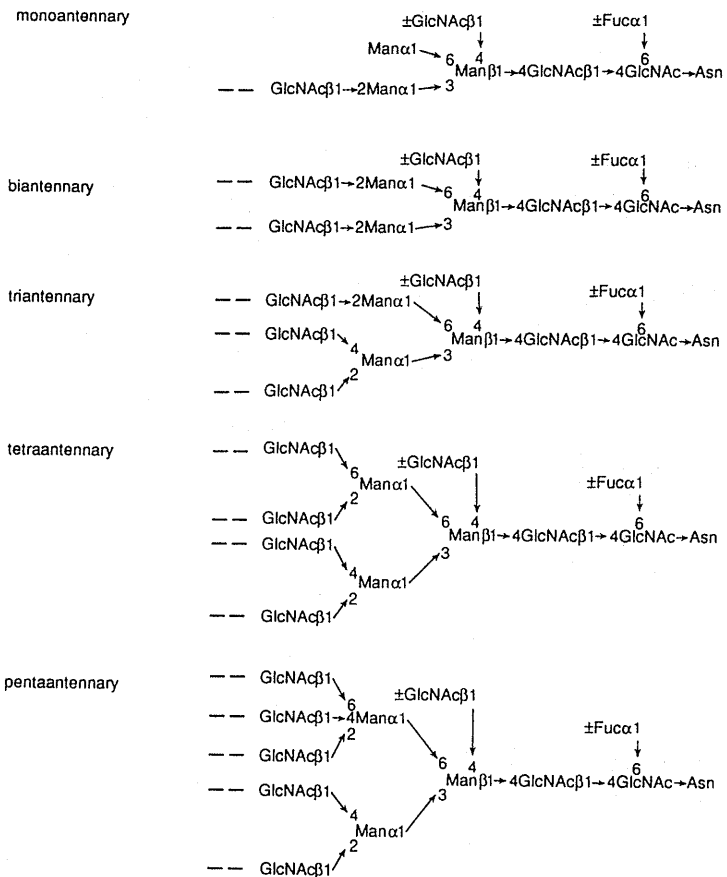 monoantennary
±GlcNAcβ1 ±Fucα1
Manα1 6 4 6
Manβ1→4GlcNAcβ1→4GlcNAc→Asn
— — GlcNAcβ1→2Manα1→3
biantennary
±GlcNAcβ1 ±Fucα1
— — GlcNAcβ1→2Manα1 6 4 6
Manβ1→4GlcNAcβ1→4GlcNAc→Asn
— — GlcNAcβ1→2Manα1→3
triantennary
±GlcNAcβ1 ±Fucα1
— — GlcNAcβ1→2Manα1
— — GlcNAcβ1 6 4 6
Manβ1→4GlcNAcβ1→4GlcNAc→Asn
4 Manα1→3
2
— — GlcNAcβ1
tetraantennary
— — GlcNAcβ1 ±GlcNAcβ1
6 Manα1 ±Fucα1
2
— — GlcNAcβ1 6 4 6
Manβ1→4GlcNAcβ1→4GlcNAc→Asn
— — GlcNAcβ1 3
4 Manα1
2
— — GlcNAcβ1
pentaantennary
— — GlcNAcβ1 ±GlcNAcβ1
6
— — GlcNAcβ1→4Manα1 ±Fucα1
2
— — GlcNAcβ1 6 4 6
Manβ1→4GlcNAcβ1→4GlcNAc→Asn
— — GlcNAcβ1 3
4 Manα1
2
— — GlcNAcβ1